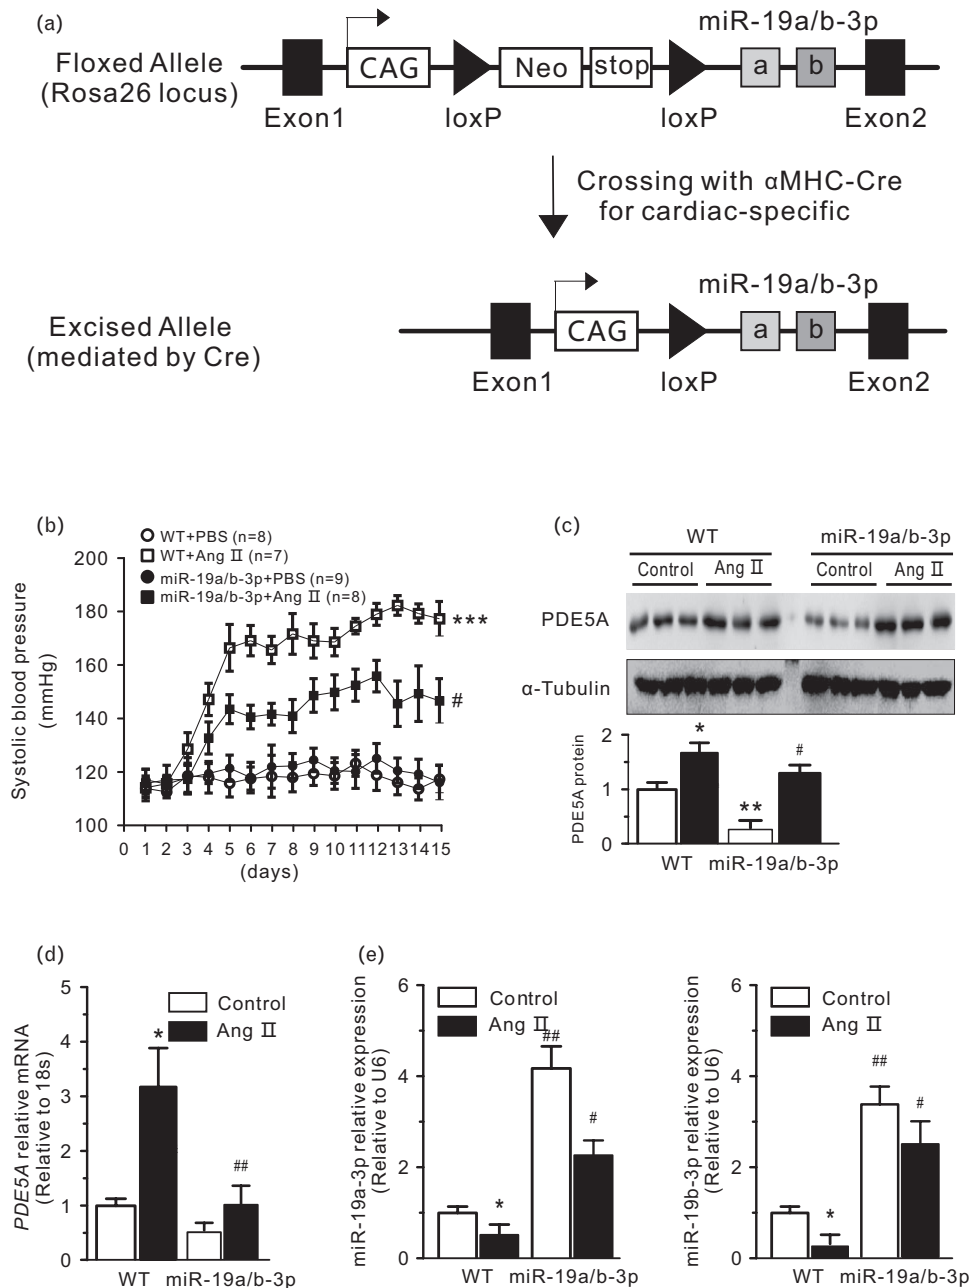 (a)
miR-19a/b-3p
Floxed Allele
(Rosa26 locus)
CAG
Neo
stop
a
b
Exon1
loxP
loxP
Exon2
Crossing with αMHC-Cre
for cardiac-specific
miR-19a/b-3p
Excised Allele
(mediated by Cre)
CAG
a
b
Exon1
loxP
Exon2
(b)
WT+PBS (n=8)
WT+Ang II (n=7)
miR-19a/b-3p+PBS (n=9)
miR-19a/b-3p+Ang II (n=8)
Systolic blood pressure
(mmHg)
200
180
160
140
120
100
***
#
0 1 2 3 4 5 6 7 8 9 10 11 12 13 14 15
(days)
(c)
WT
miR-19a/b-3p
Control
Ang II
Control
Ang II
PDE5A
α-Tubulin
PDE5A protein
2
1
0
*
**
#
WT
miR-19a/b-3p
(d)
PDE5A relative mRNA
(Relative to 18s)
5
4
3
2
1
0
Control
Ang II
*
##
WT
miR-19a/b-3p
(e)
miR-19a-3p relative expression
(Relative to U6)
6
4
2
0
Control
Ang II
*
##
#
WT
miR-19a/b-3p
miR-19b-3p relative expression
(Relative to U6)
6
4
2
0
Control
Ang II
*
##
#
WT
miR-19a/b-3p